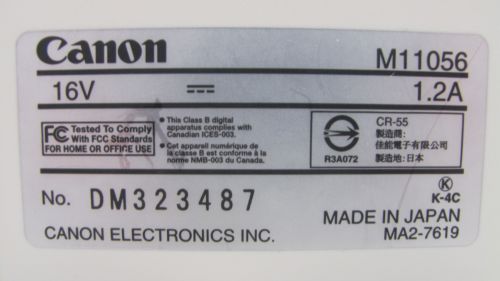 Canon
M11056
16V
1.2A
FC Tested To Comply
With FCC Standards
FOR HOME OR OFFICE USE
• This Class B digital
apparatus complies with
Canadian ICES-003.
• Cet appareil numérique de
la classe B est conforme à la
norme NMB-003 du Canada.
R3A072
CR-55
製造商:
佳能電子有限公司
製造地:日本
No. DM323487
K
K-4C
MADE IN JAPAN
CANON ELECTRONICS INC.
MA2-7619